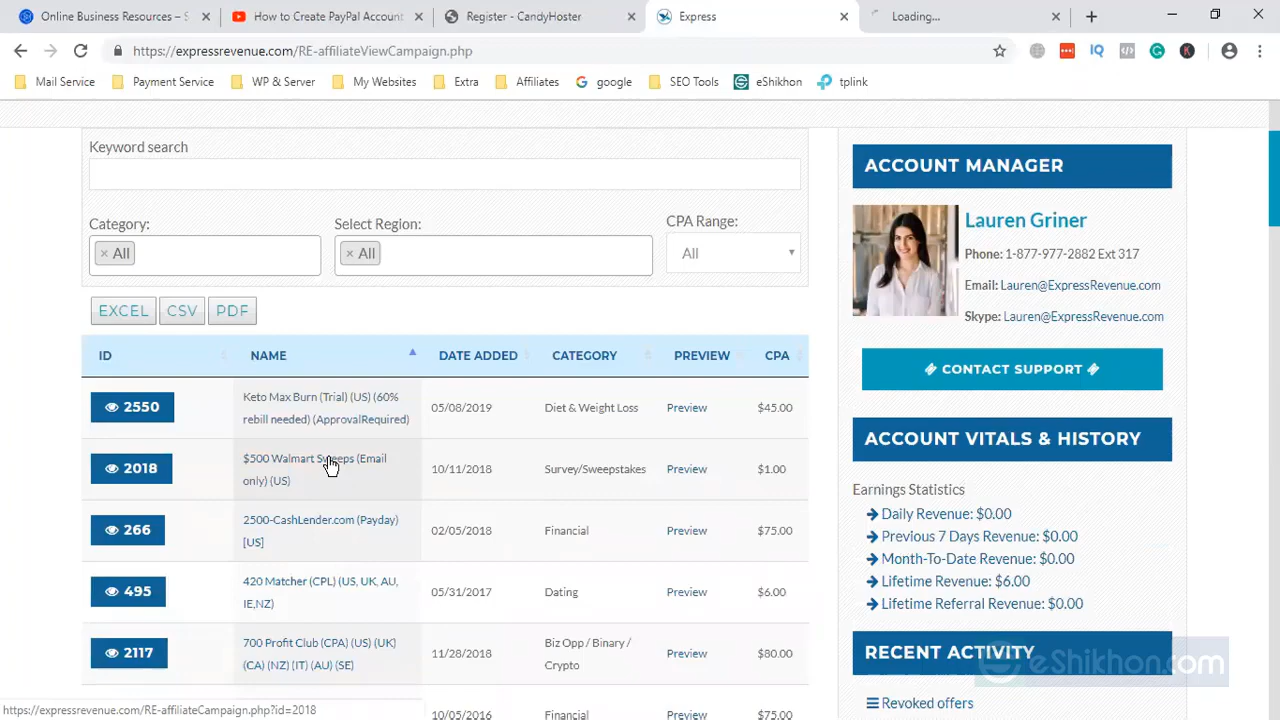 Online Business Resources – S
How to Create PayPal Account
Register - CandyHoster
Express
Loading...
https://expressrevenue.com/RE-affiliateViewCampaign.php
Mail Service
Payment Service
WP & Server
My Websites
Extra
Affiliates
google
SEO Tools
eShikhon
tplink
Keyword search
Category:
Select Region:
CPA Range:
× All
× All
All
EXCEL
CSV
PDF
ID NAME DATE ADDED CATEGORY PREVIEW CPA
2550 Keto Max Burn (Trial) (US) (60% 05/08/2019 Diet & Weight Loss Preview $45.00
rebill needed) (ApprovalRequired)
2018 $500 Walmart Sweeps (Email 10/11/2018 Survey/Sweepstakes Preview $1.00
only) (US)
266 2500-CashLender.com (Payday) 02/05/2018 Financial Preview $75.00
[US]
495 420 Matcher (CPL) (US, UK, AU, 05/31/2017 Dating Preview $6.00
IE,NZ)
2117 700 Profit Club (CPA) (US) (UK) 11/28/2018 Biz Opp / Binary / Preview $80.00
(CA) (NZ) (IT) (AU) (SE) Crypto
10/05/2016 Financial Preview $75.00
ACCOUNT MANAGER
Lauren Griner
Phone: 1-877-977-2882 Ext 317
Email: Lauren@ExpressRevenue.com
Skype: Lauren@ExpressRevenue.com
CONTACT SUPPORT
ACCOUNT VITALS & HISTORY
Earnings Statistics
Daily Revenue: $0.00
Previous 7 Days Revenue: $0.00
Month-To-Date Revenue: $0.00
Lifetime Revenue: $6.00
Lifetime Referral Revenue: $0.00
RECENT ACTIVITY
eShikhon.com
Revoked offers
https://expressrevenue.com/RE-affiliateCampaign.php?id=2018